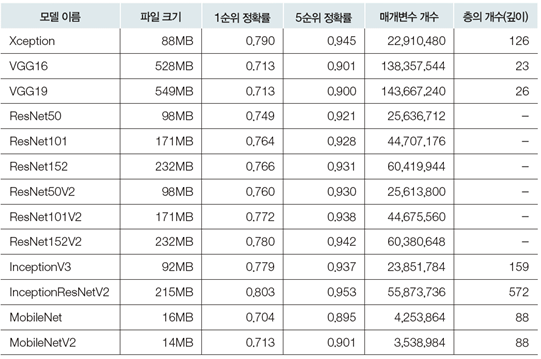 모델 이름 파일 크기 1순위 정확률 5순위 정확률 매개변수 개수 층의 개수(깊이)
Xception 88MB 0.790 0.945 22,910,480 126
VGG16 528MB 0.713 0.901 138,357,544 23
VGG19 549MB 0.713 0.900 143,667,240 26
ResNet50 98MB 0.749 0.921 25,636,712 –
ResNet101 171MB 0.764 0.928 44,707,176 –
ResNet152 232MB 0.766 0.931 60,419,944 –
ResNet50V2 98MB 0.760 0.930 25,613,800 –
ResNet101V2 171MB 0.772 0.938 44,675,560 –
ResNet152V2 232MB 0.780 0.942 60,380,648 –
InceptionV3 92MB 0.779 0.937 23,851,784 159
InceptionResNetV2 215MB 0.803 0.953 55,873,736 572
MobileNet 16MB 0.704 0.895 4,253,864 88
MobileNetV2 14MB 0.713 0.901 3,538,984 88